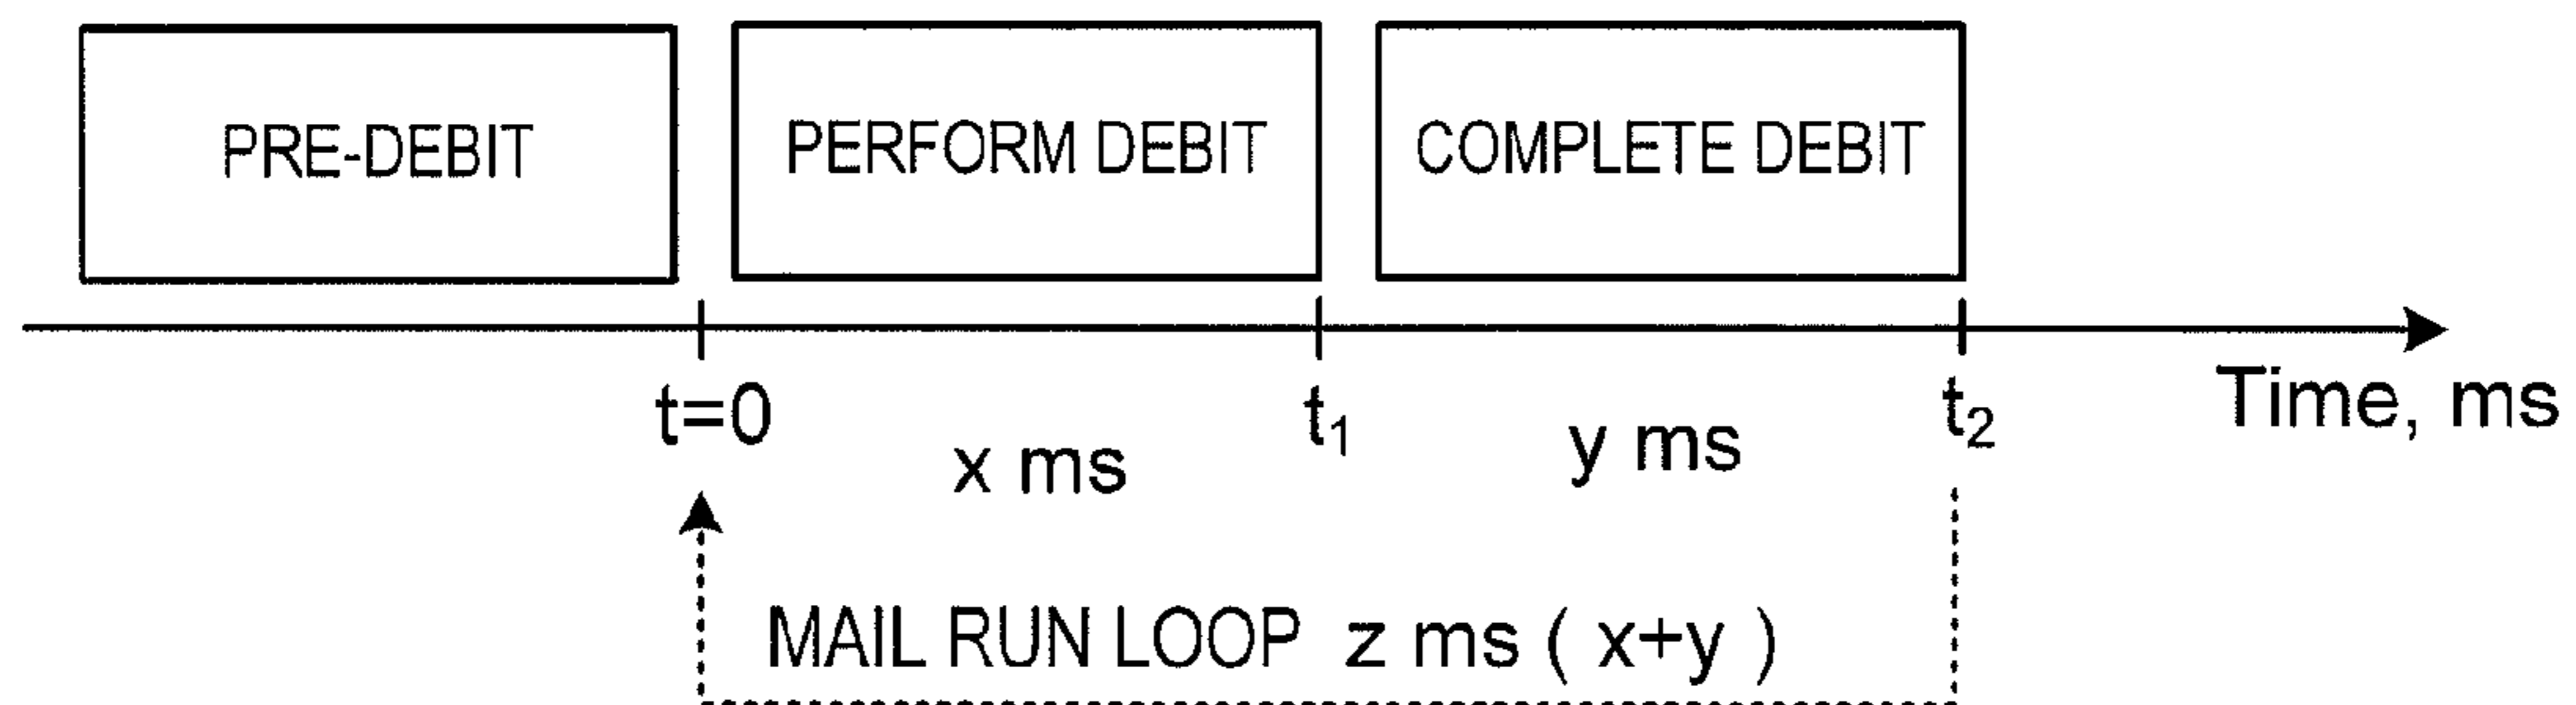 PRE-DEBIT
PERFORM DEBIT
COMPLETE DEBIT
t=0
x ms
t₁
y ms
t₂
Time, ms
MAIL RUN LOOP z ms ( x+y )